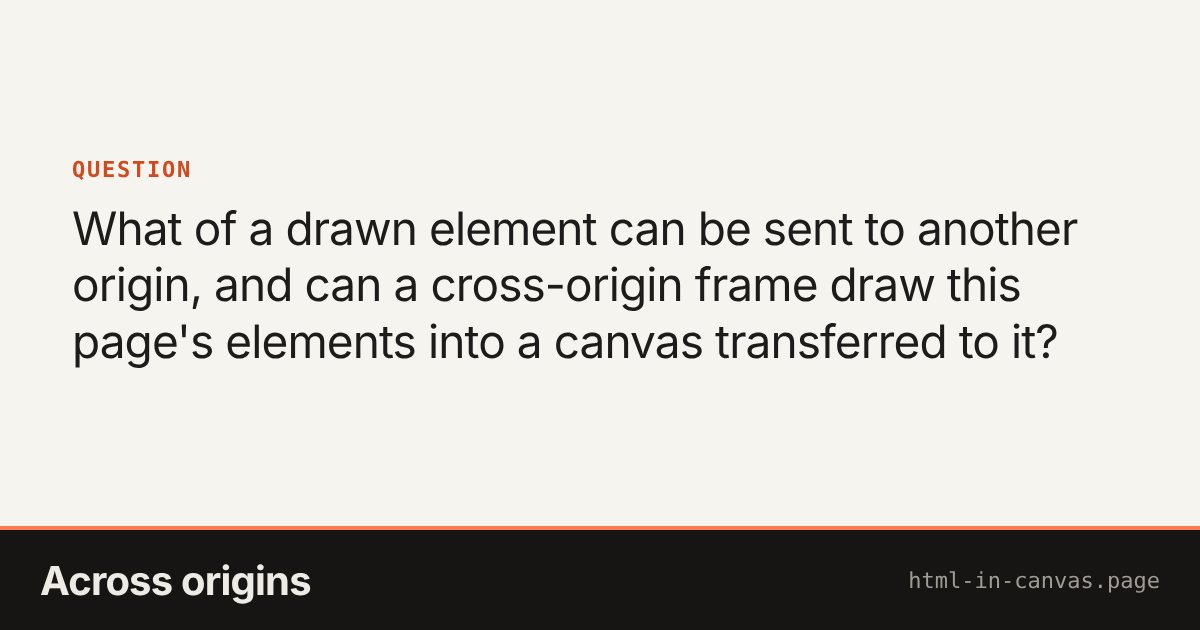 QUESTION
What of a drawn element can be sent to another
origin, and can a cross-origin frame draw this
page's elements into a canvas transferred to it?
Across origins
html-in-canvas.page